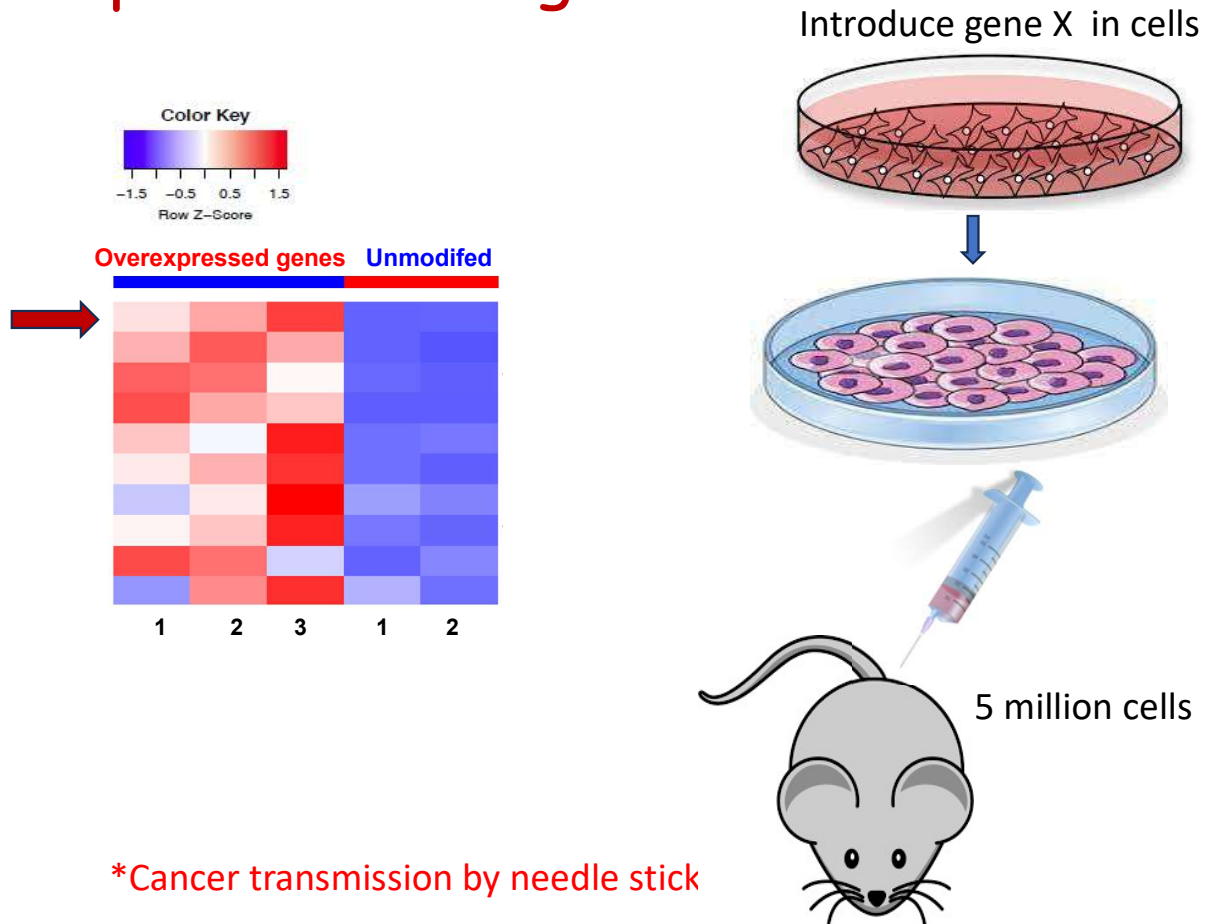 Introduce gene X in cells
Color Key
−1.5 −0.5 0.5 1.5
Row Z−Score
Overexpressed genes Unmodifed
1 2 3 1 2
5 million cells
*Cancer transmission by needle stick